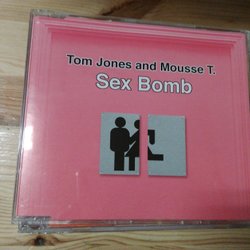 Tom Jones and Mousse T.
Sex Bomb